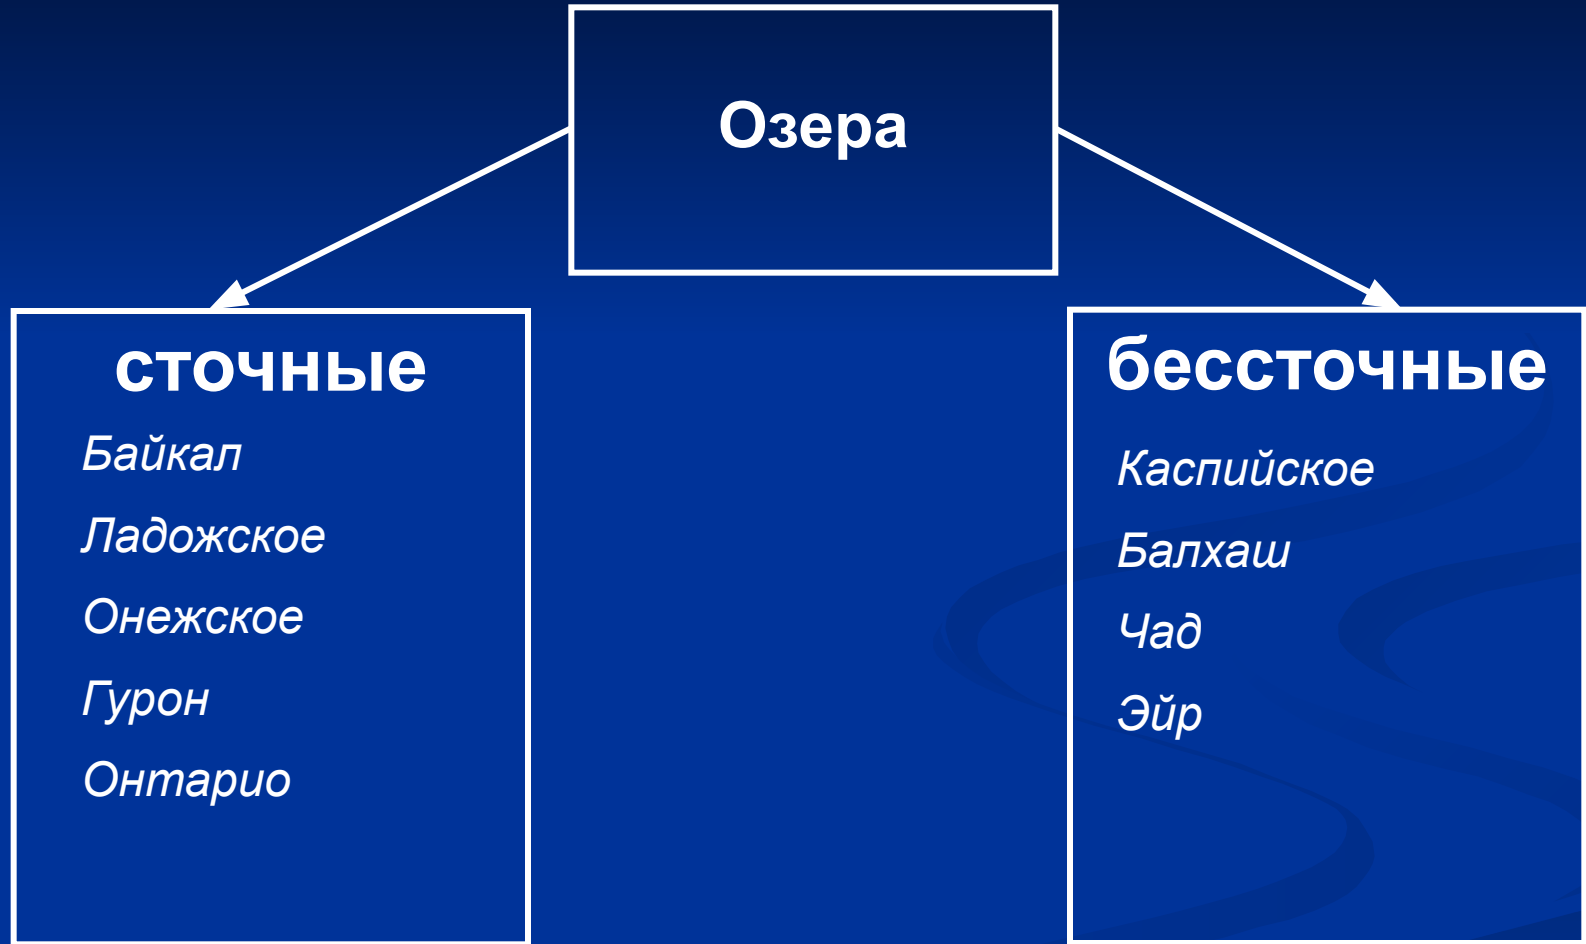 Озера
сточные
Байкал
Ладожское
Онежское
Гурон
Онтарио
бессточные
Каспийское
Балхаш
Чад
Эйр